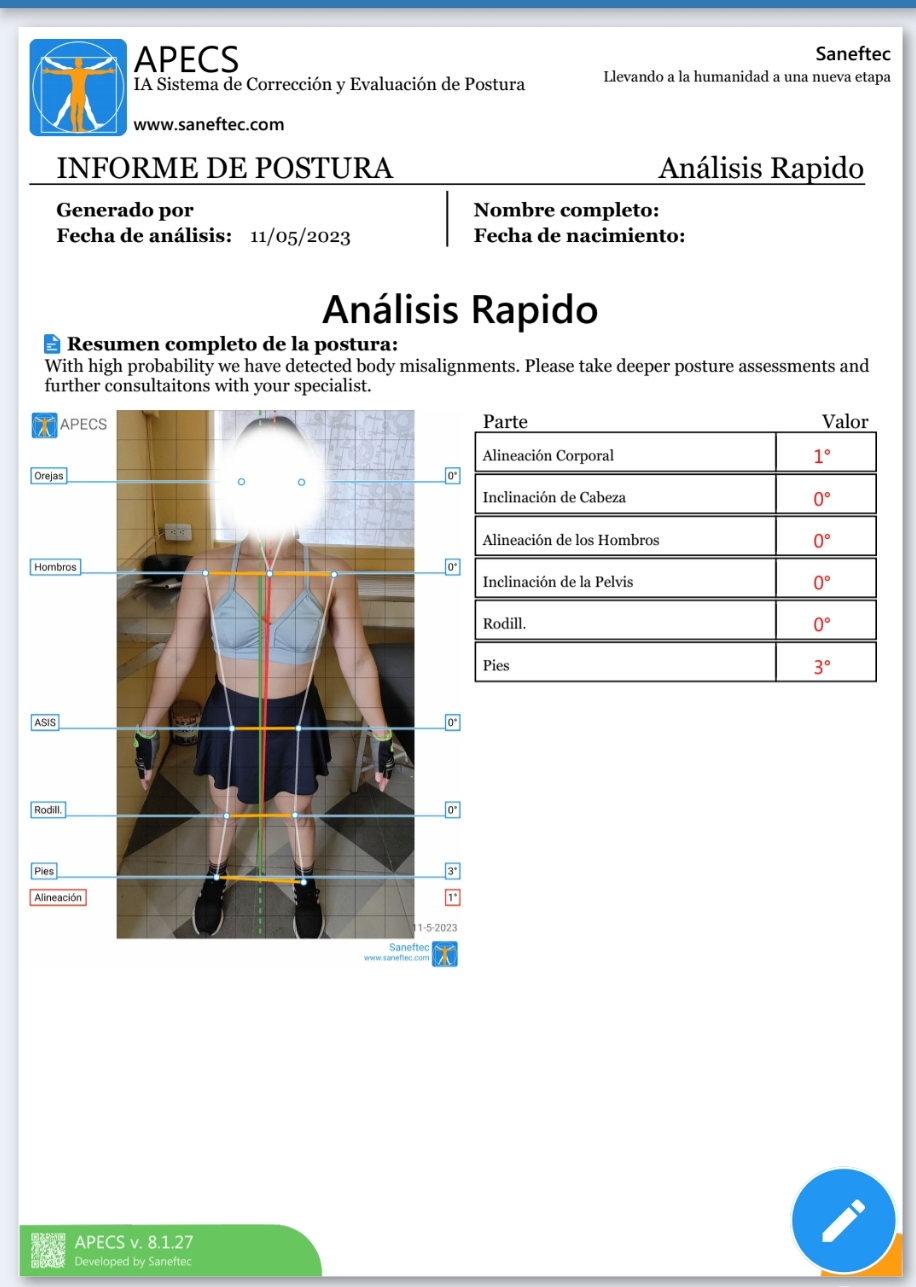 APECS
IA Sistema de Corrección y Evaluación de Postura
www.saneftec.com
Saneftec
Llevando a la humanidad a una nueva etapa
INFORME DE POSTURA
Análisis Rapido
Generado por
Fecha de análisis: 11/05/2023
Nombre completo:
Fecha de nacimiento:
Análisis Rapido
Resumen completo de la postura:
With high probability we have detected body misalignments. Please take deeper posture assessments and
further consultaitons with your specialist.
APECS
Orejas 0°
Hombros 0°
ASIS 0°
Rodill. 0°
Pies 3°
Alineación 1°
11-5-2023
Saneftec
www.saneftec.com
Parte Valor
Alineación Corporal 1°
Inclinación de Cabeza 0°
Alineación de los Hombros 0°
Inclinación de la Pelvis 0°
Rodill. 0°
Pies 3°
APECS v. 8.1.27
Developed by Saneftec